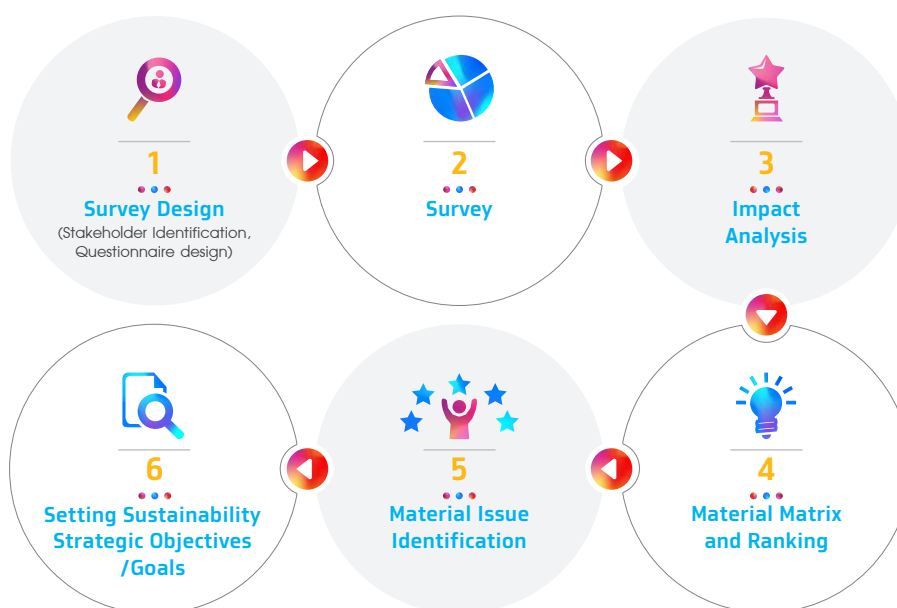 1
Survey Design
(Stakeholder Identification,
Questionnaire design)
2
Survey
3
Impact
Analysis
4
Material Matrix
and Ranking
5
Material Issue
Identification
6
Setting Sustainability
Strategic Objectives
/Goals